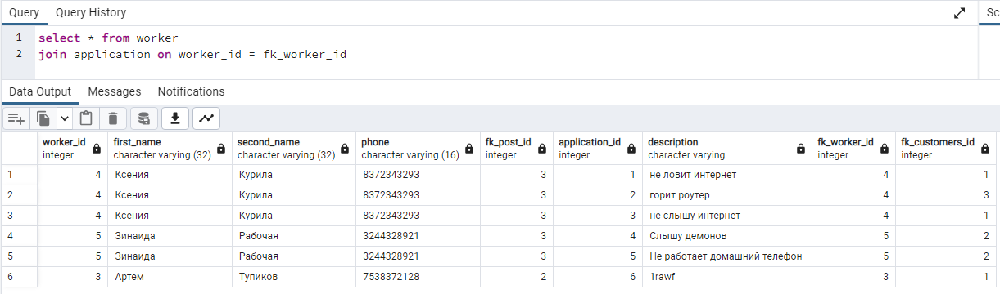 Query Query History Sc
1 select * from worker
2 join application on worker_id = fk_worker_id
Data Output Messages Notifications
worker_id first_name second_name phone fk_post_id application_id description fk_worker_id fk_customers_id
integer character varying (32) character varying (32) character varying (16) integer integer character varying integer integer
1 4 Ксения Курила 8372343293 3 1 не ловит интернет 4 1
2 4 Ксения Курила 8372343293 3 2 горит роутер 4 3
3 4 Ксения Курила 8372343293 3 3 не слышу интернет 4 1
4 5 Зинаида Рабочая 3244328921 3 4 Слышу демонов 5 2
5 5 Зинаида Рабочая 3244328921 3 5 Не работает домашний телефон 5 2
6 3 Артем Тупиков 7538372128 2 6 1rawf 3 1